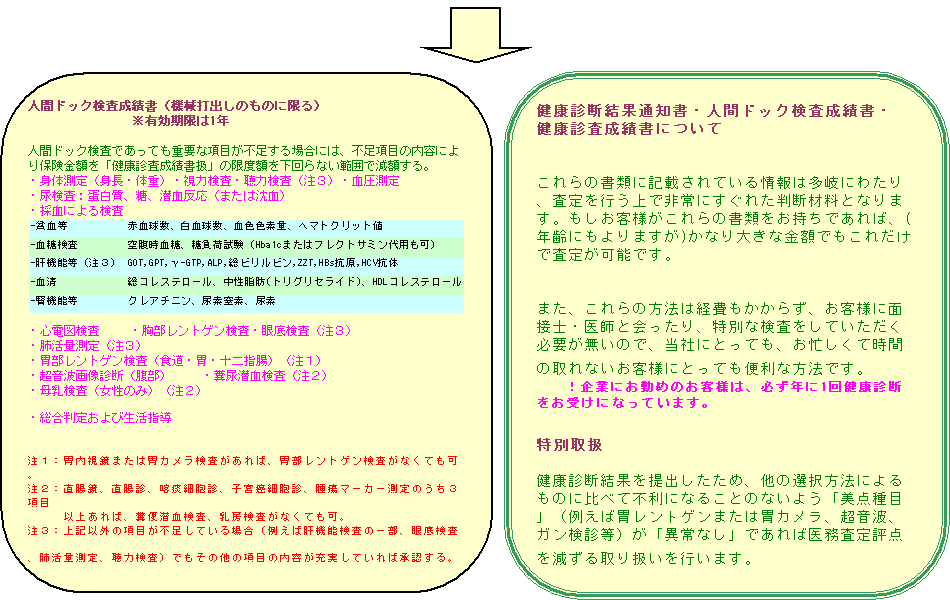 人間ドック検査成績書（機械打出しのものに限る）
※有効期限は1年
人間ドック検査であっても重要な項目が不足する場合には、不足項目の内容によ
り保険金額を「健康診査成績書扱」の限度額を下回らない範囲で減額する。
・身体測定（身長・体重）・視力検査・聴力検査（注３）・血圧測定
・尿検査：蛋白質、糖、潜血反応（または沈血）
・採血による検査
-貧血等 赤血球数、白血球数、血色色素量、ヘマトクリット値
-血糖検査 空腹時血糖、糖負荷試験（Hba1cまたはフレクトサミン代用も可）
-肝機能等（注３） GOT,GPT,γ-GTP,ALP,総ビリルビン,ZZT,HBs抗原,HCV抗体
-血清 総コレステロール、中性脂肪(トリグリセライド)、HDLコレステロール
-腎機能等 クレアチニン、尿素窒素、尿素
・心電図検査 ・胸部レントゲン検査・眼底検査（注３）
・肺活量測定（注３）
・胃部レントゲン検査（食道・胃・十二指腸）（注１）
・超音波画像診断（腹部） ・糞尿潜血検査（注２）
・母乳検査（女性のみ）（注２）
・総合判定および生活指導
注１：胃内視鏡または胃カメラ検査があれば、胃部レントゲン検査がなくても可
。
注２：直腸鏡、直腸診、喀痰細胞診、子宮癌細胞診、腫瘍マーカー測定のうち３
項目
以上あれば、糞便潜血検査、乳房検査がなくても可。
注３：上記以外の項目が不足している場合（例えば肝機能検査の一部、眼底検査
、肺活量測定、聴力検査）でもその他の項目の内容が充実していれば承認する。
健康診断結果通知書・人間ドック検査成績書・
健康診査成績書について
これらの書類に記載されている情報は多岐にわたり
、査定を行う上で非常にすぐれた判断材料となりま
す。もしお客様がこれらの書類をお持ちであれば、(
年齢にもよりますが)かなり大きな金額でもこれだけ
で査定が可能です。
また、これらの方法は経費もかからず、お客様に面
接士・医師と会ったり、特別な検査をしていただく
必要が無いので、当社にとっても、お忙しくて時間
の取れないお客様にとっても便利な方法です。
！企業にお勤めのお客様は、必ず年に1回健康診断
をお受けになっています。
特別取扱
健康診断結果を提出したため、他の選択方法による
ものに比べて不利になることのないよう「美点種目
」（例えば胃レントゲンまたは胃カメラ、超音波、
ガン検診等）が「異常なし」であれば医務査定評点
を減ずる取り扱いを行います。